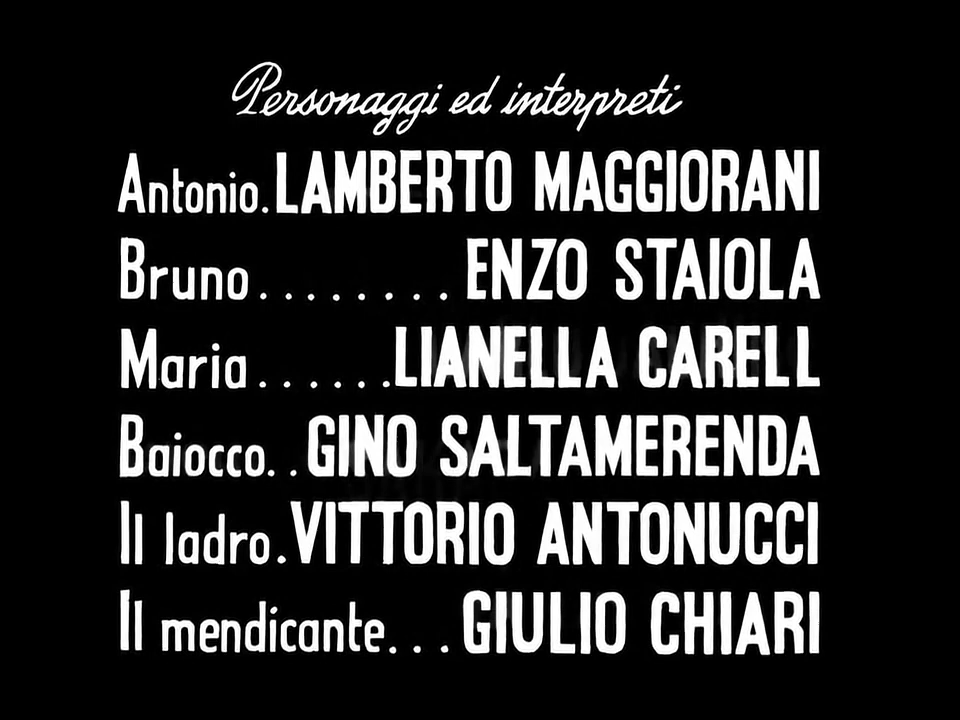 Personaggi ed interpreti
Antonio.LAMBERTO MAGGIORANI
Bruno........ENZO STAIOLA
Maria......LIANELLA CARELL
Baiocco..GINO SALTAMERENDA
Il ladro.VITTORIO ANTONUCCI
Il mendicante...GIULIO CHIARI